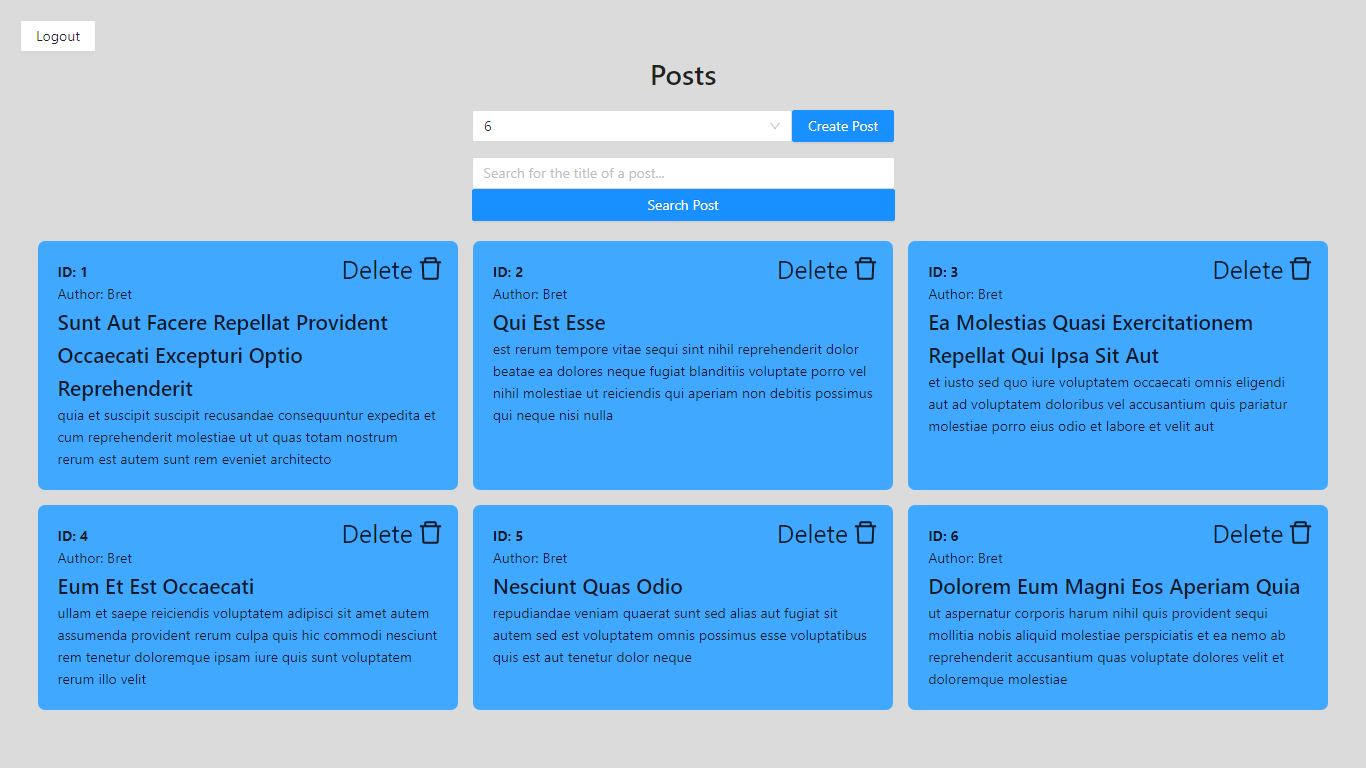 Logout
Posts
6
Create Post
Search for the title of a post...
Search Post
ID: 1
Delete
Author: Bret
Sunt Aut Facere Repellat Provident
Occaecati Excepturi Optio
Reprehenderit
quia et suscipit suscipit recusandae consequuntur expedita et
cum reprehenderit molestiae ut ut quas totam nostrum
rerum est autem sunt rem eveniet architecto
ID: 2
Delete
Author: Bret
Qui Est Esse
est rerum tempore vitae sequi sint nihil reprehenderit dolor
beatae ea dolores neque fugiat blanditiis voluptate porro vel
nihil molestiae ut reiciendis qui aperiam non debitis possimus
qui neque nisi nulla
ID: 3
Delete
Author: Bret
Ea Molestias Quasi Exercitationem
Repellat Qui Ipsa Sit Aut
et iusto sed quo iure voluptatem occaecati omnis eligendi
aut ad voluptatem doloribus vel accusantium quis pariatur
molestiae porro eius odio et labore et velit aut
ID: 4
Delete
Author: Bret
Eum Et Est Occaecati
ullam et saepe reiciendis voluptatem adipisci sit amet autem
assumenda provident rerum culpa quis hic commodi nesciunt
rem tenetur doloremque ipsam iure quis sunt voluptatem
rerum illo velit
ID: 5
Delete
Author: Bret
Nesciunt Quas Odio
repudiandae veniam quaerat sunt sed alias aut fugiat sit
autem sed est voluptatem omnis possimus esse voluptatibus
quis est aut tenetur dolor neque
ID: 6
Delete
Author: Bret
Dolorem Eum Magni Eos Aperiam Quia
ut aspernatur corporis harum nihil quis provident sequi
mollitia nobis aliquid molestiae perspiciatis et ea nemo ab
reprehenderit accusantium quas voluptate dolores velit et
doloremque molestiae